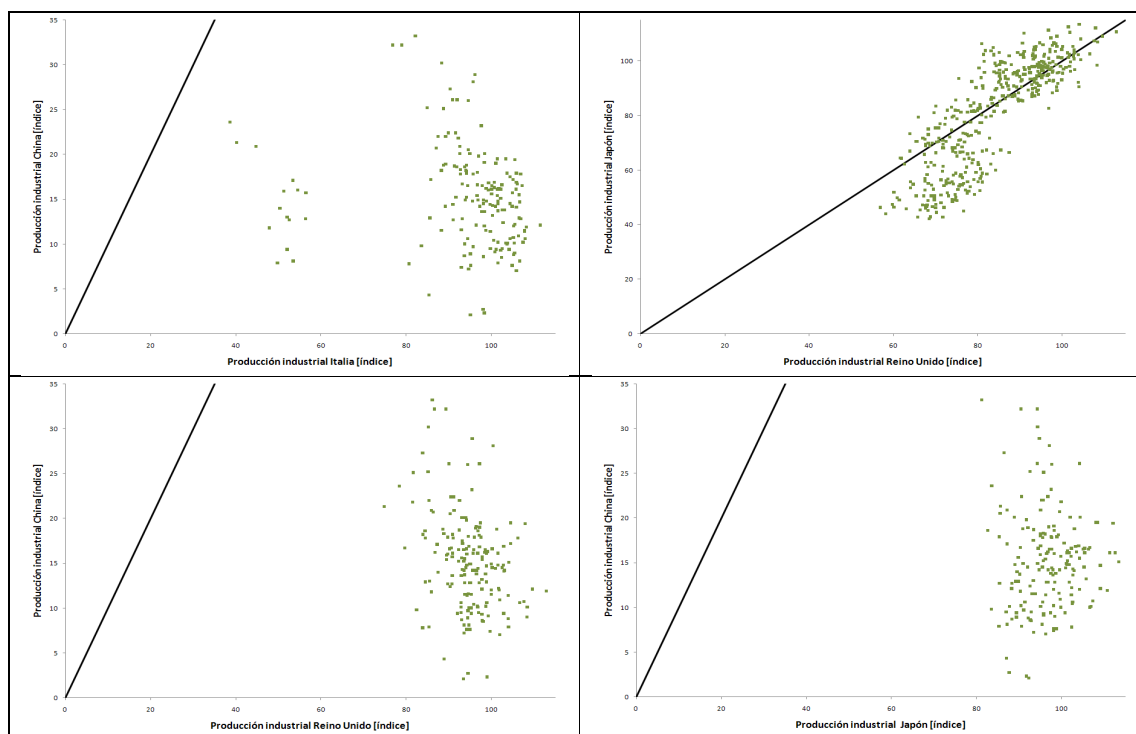 Producción industrial China [índice]
35
30
25
20
15
10
5
0
0 20 40 60 80 100
Producción industrial Italia [índice]
Producción industrial Japón [índice]
100
80
60
40
20
0
0 20 40 60 80 100
Producción industrial Reino Unido [índice]
Producción industrial China [índice]
35
30
25
20
15
10
5
0
0 20 40 60 80 100
Producción industrial Reino Unido [índice]
Producción industrial China [índice]
35
30
25
20
15
10
5
0
0 20 40 60 80 100
Producción industrial Japón [índice]